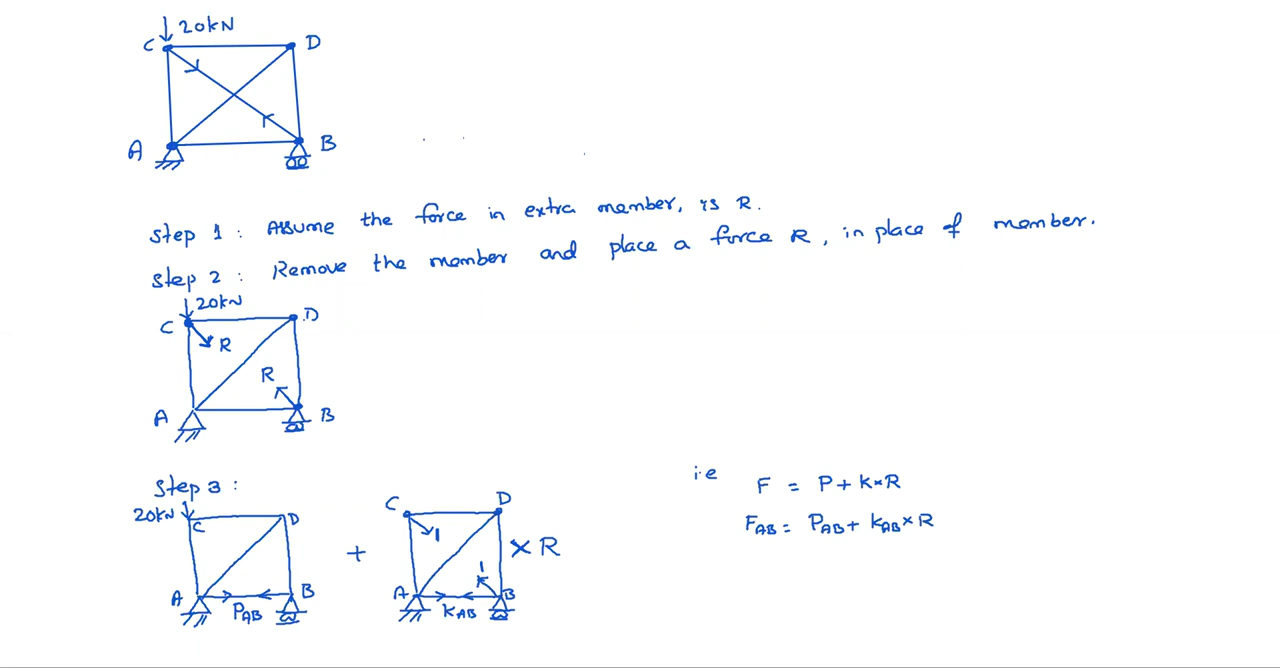 20kN
C D
A B
Step 1 : Assume the force in extra member, is R.
Step 2 : Remove the member and place a force R, in place of member.
20kN
C D
R
R
A B
Step 3 :
20kN C D
A B
PAB
+
C D
1
1
A B
KAB
× R
i.e F = P + K×R
FAB = PAB + KAB × R